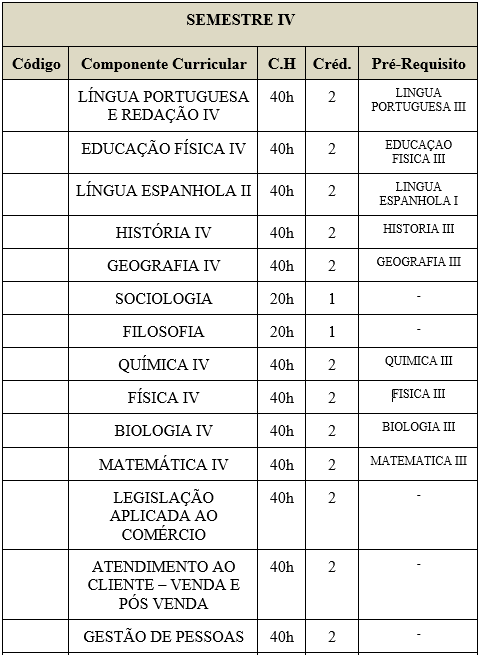 SEMESTRE IV
Código Componente Curricular C.H Créd. Pré-Requisito
LÍNGUA PORTUGUESA E REDAÇÃO IV 40h 2 LINGUA PORTUGUESA III
EDUCAÇÃO FÍSICA IV 40h 2 EDUCAÇAO FISICA III
LÍNGUA ESPANHOLA II 40h 2 LINGUA ESPANHOLA I
HISTÓRIA IV 40h 2 HISTORIA III
GEOGRAFIA IV 40h 2 GEOGRAFIA III
SOCIOLOGIA 20h 1 -
FILOSOFIA 20h 1 -
QUÍMICA IV 40h 2 QUIMICA III
FÍSICA IV 40h 2 FISICA III
BIOLOGIA IV 40h 2 BIOLOGIA III
MATEMÁTICA IV 40h 2 MATEMATICA III
LEGISLAÇÃO APLICADA AO COMÉRCIO 40h 2 -
ATENDIMENTO AO CLIENTE – VENDA E PÓS VENDA 40h 2 -
GESTÃO DE PESSOAS 40h 2 -